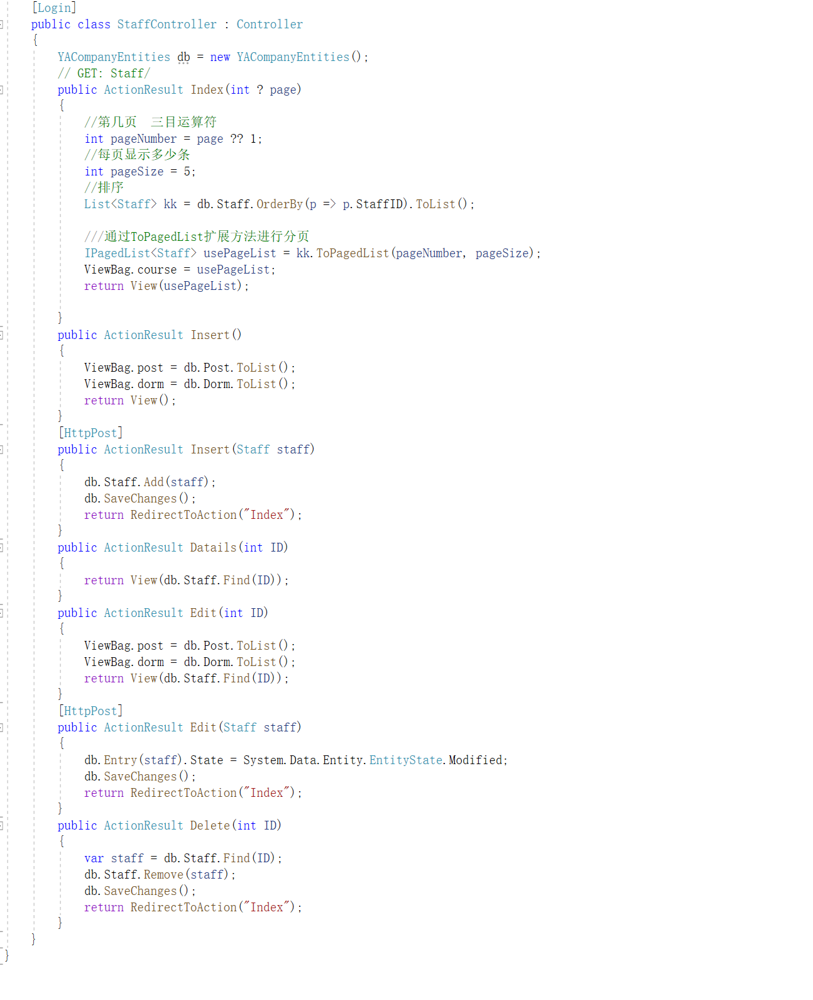 [Login]
public class StaffController : Controller
{
YACompanyEntities db = new YACompanyEntities();
// GET: Staff/
public ActionResult Index(int ? page)
{
//第几页  三目运算符
int pageNumber = page ?? 1;
//每页显示多少条
int pageSize = 5;
//排序
List<Staff> kk = db.Staff.OrderBy(p => p.StaffID).ToList();
///通过ToPagedList扩展方法进行分页
IPagedList<Staff> usePageList = kk.ToPagedList(pageNumber, pageSize);
ViewBag.course = usePageList;
return View(usePageList);
}
public ActionResult Insert()
{
ViewBag.post = db.Post.ToList();
ViewBag.dorm = db.Dorm.ToList();
return View();
}
[HttpPost]
public ActionResult Insert(Staff staff)
{
db.Staff.Add(staff);
db.SaveChanges();
return RedirectToAction("Index");
}
public ActionResult Datails(int ID)
{
return View(db.Staff.Find(ID));
}
public ActionResult Edit(int ID)
{
ViewBag.post = db.Post.ToList();
ViewBag.dorm = db.Dorm.ToList();
return View(db.Staff.Find(ID));
}
[HttpPost]
public ActionResult Edit(Staff staff)
{
db.Entry(staff).State = System.Data.Entity.EntityState.Modified;
db.SaveChanges();
return RedirectToAction("Index");
}
public ActionResult Delete(int ID)
{
var staff = db.Staff.Find(ID);
db.Staff.Remove(staff);
db.SaveChanges();
return RedirectToAction("Index");
}
}
}